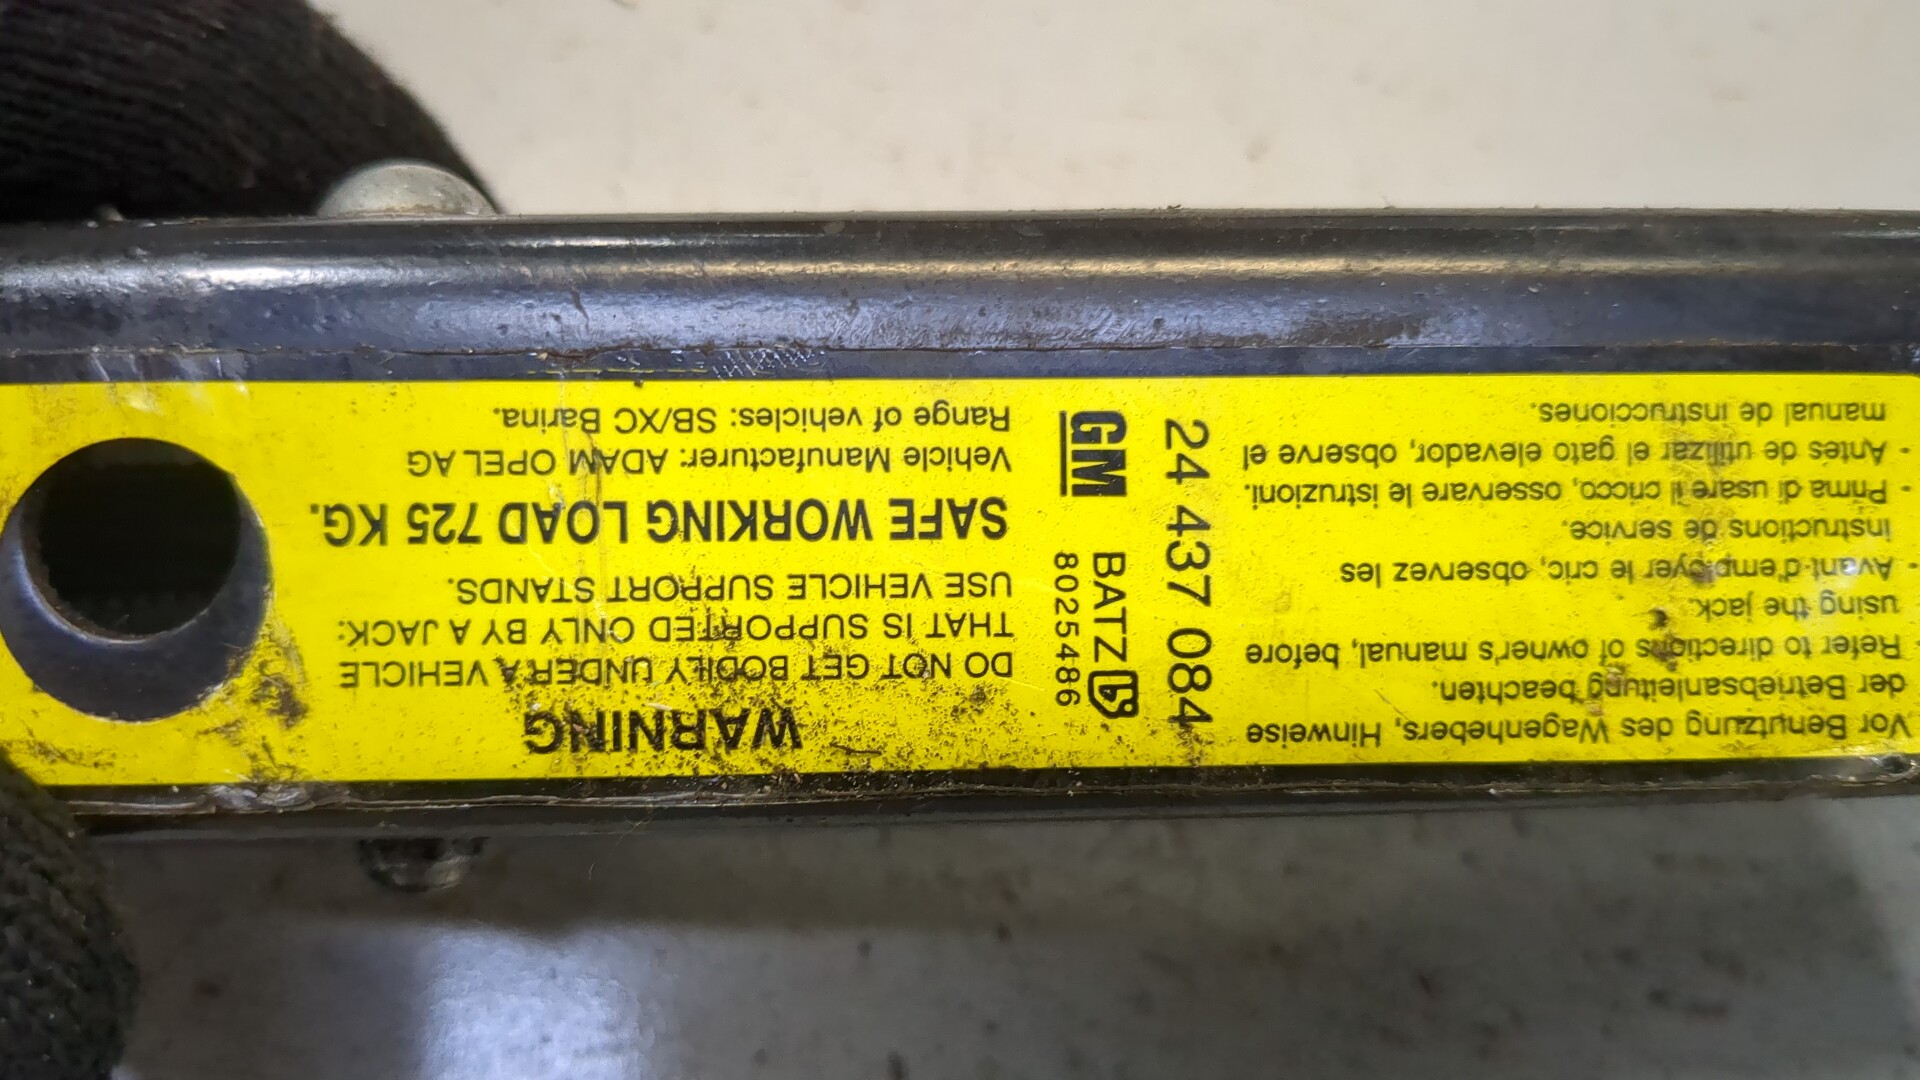 Vor Benutzung des Wagenhebers, Hinweise
der Betriebsanleitung beachten.
Refer to directions of owner's manual, before
using the jack.
- Avant d'employer le cric, observez les
instructions de service.
- Prima di usare il cricco, osservare le istruzioni.
- Antes de utilizar el gato elevador, observe el
manual de instrucciones.
24 437 084
GM
BATZ
8025486
WARNING
DO NOT GET BODILY UNDER A VEHICLE
THAT IS SUPPORTED ONLY BY A JACK:
USE VEHICLE SUPPORT STANDS.
SAFE WORKING LOAD 725 KG.
Vehicle Manufacturer: ADAM OPEL AG
Range of vehicles: SB/XC Barina.